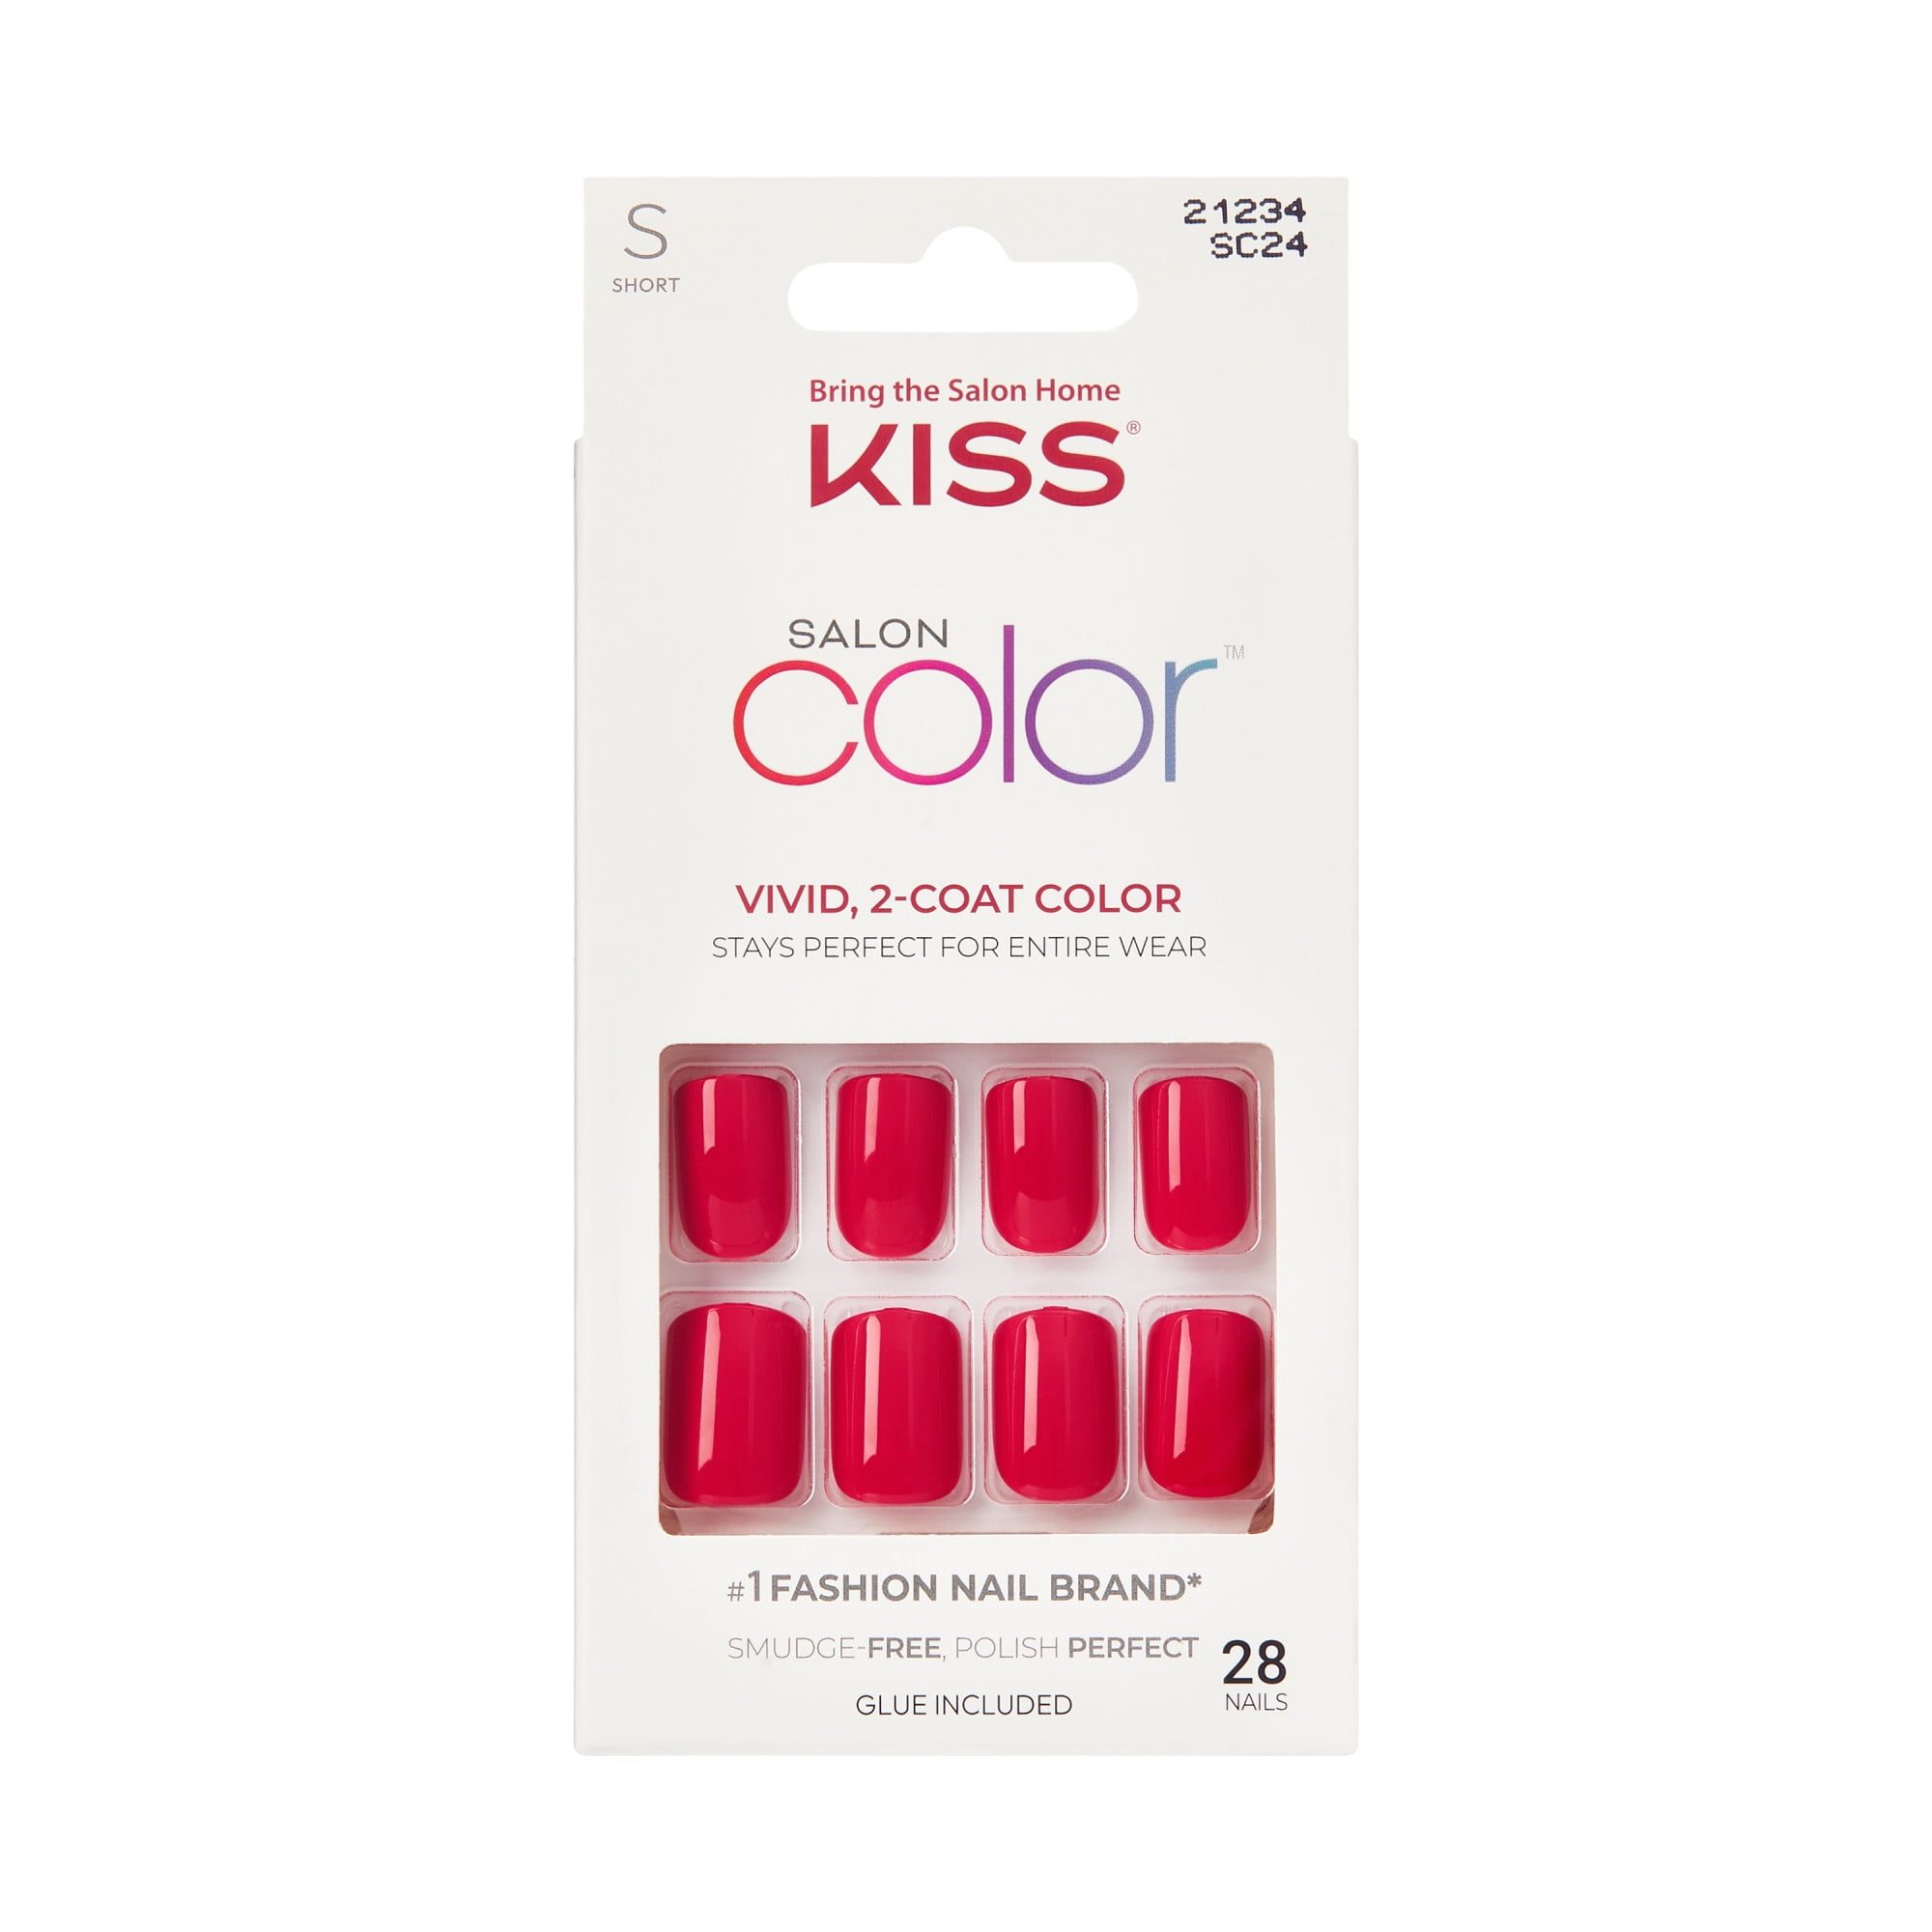 S
SHORT
21234
SC24
Bring the Salon Home
KISS®
SALON
color™
VIVID, 2-COAT COLOR
STAYS PERFECT FOR ENTIRE WEAR
#1 FASHION NAIL BRAND*
SMUDGE-FREE, POLISH PERFECT
GLUE INCLUDED
28
NAILS